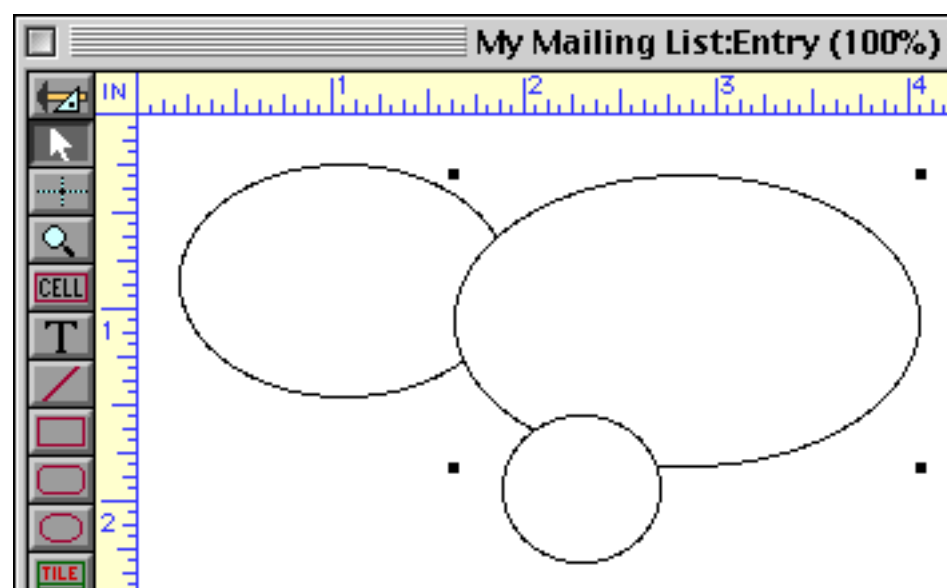 My Mailing List:Entry (100%)
IN 1 2 3 4
CELL
T
1
2
TILE